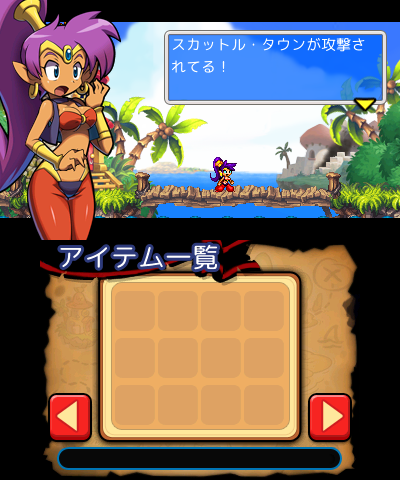 スカットル・タウンが攻撃さ
れてる！
アイテム一覧